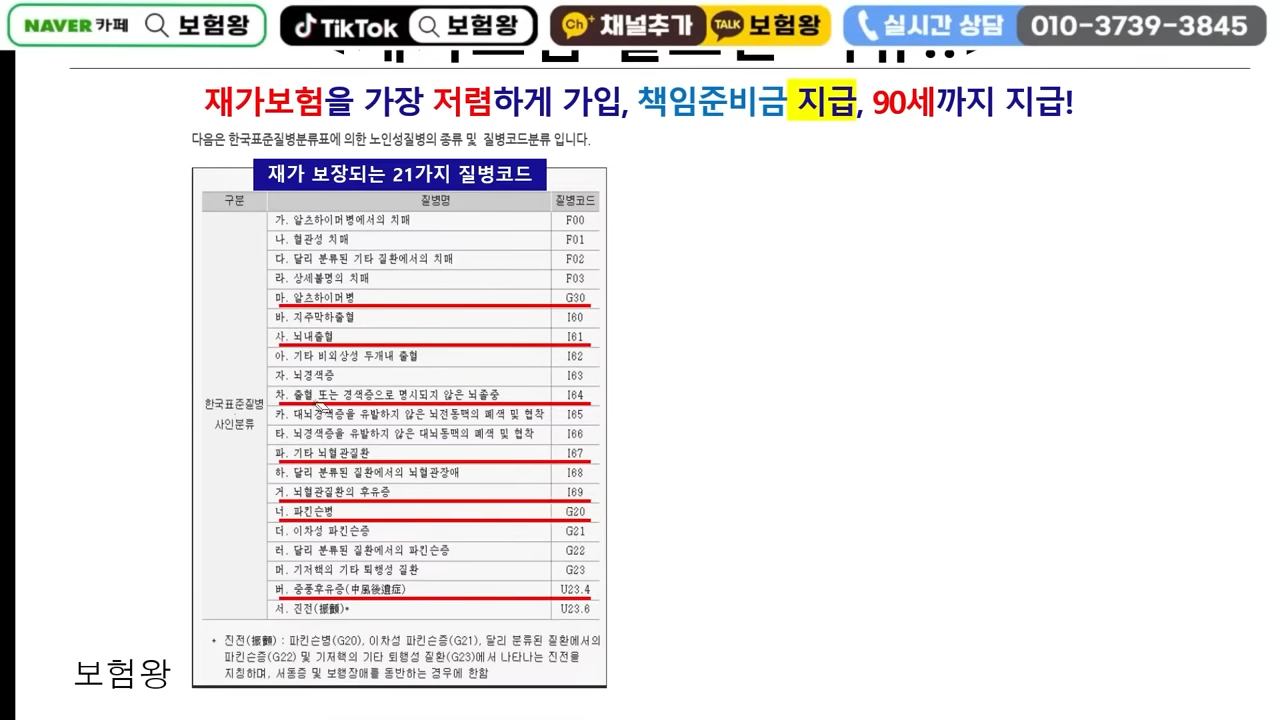 NAVER 카페 보험왕 TikTok 보험왕 Ch+ 채널추가 TALK 보험왕 실시간 상담 010-3739-3845
재가보험을 가장 저렴하게 가입, 책임준비금 지급, 90세까지 지급!
다음은 한국표준질병분류표에 의한 노인성질병의 종류 및 질병코드분류 입니다.
재가 보장되는 21가지 질병코드
구분 질병명 질병코드
가. 알츠하이머병에서의 치매 F00
나. 혈관성 치매 F01
다. 달리 분류된 기타 질환에서의 치매 F02
라. 상세불명의 치매 F03
마. 알츠하이머병 G30
바. 지주막하출혈 I60
사. 뇌내출혈 I61
아. 기타 비외상성 두개내 출혈 I62
자. 뇌경색증 I63
차. 출혈 또는 경색증으로 명시되지 않은 뇌졸중 I64
한국표준질병
사인분류
카. 대뇌경색증을 유발하지 않은 뇌전동맥의 폐색 및 협착 I65
타. 뇌경색증을 유발하지 않은 대뇌동맥의 폐색 및 협착 I66
파. 기타 뇌혈관질환 I67
하. 달리 분류된 질환에서의 뇌혈관장애 I68
거. 뇌혈관질환의 후유증 I69
너. 파킨슨병 G20
더. 이차성 파킨슨증 G21
러. 달리 분류된 질환에서의 파킨슨증 G22
머. 기저핵의 기타 퇴행성 질환 G23
버. 중풍후유증(中風後遺症) U23.4
서. 진전(振顫)* U23.6
* 진전(振顫) : 파킨슨병(G20), 이차성 파킨슨증(G21), 달리 분류된 질환에서의
파킨슨증(G22) 및 기저핵의 기타 퇴행성 질환(G23)에서 나타나는 진전을
지칭하며, 서동증 및 보행장애를 동반하는 경우에 한함
보험왕